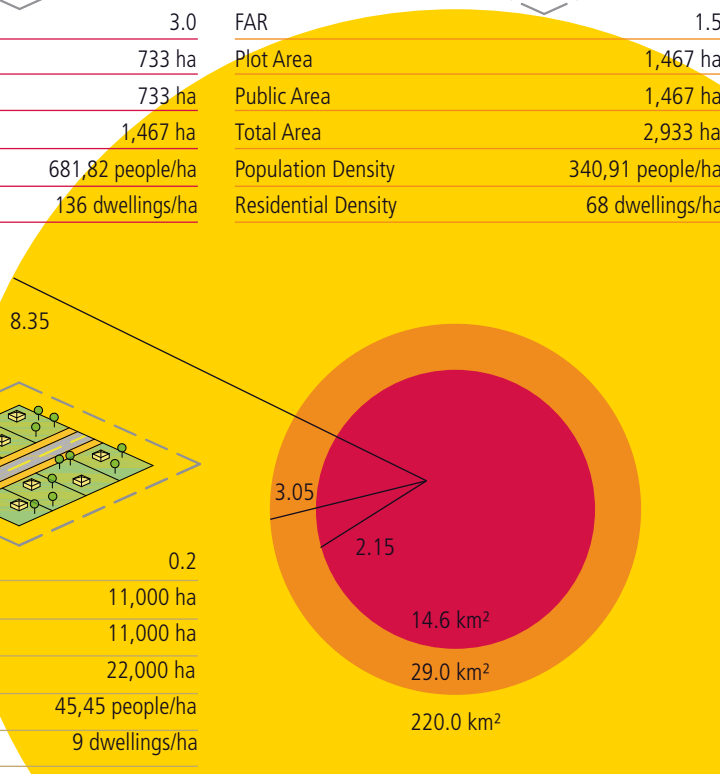 3.0
733 ha
733 ha
1,467 ha
681,82 people/ha
136 dwellings/ha
FAR 1.5
Plot Area 1,467 ha
Public Area 1,467 ha
Total Area 2,933 ha
Population Density 340,91 people/ha
Residential Density 68 dwellings/ha
8.35
3.05
2.15
14.6 km²
29.0 km²
220.0 km²
0.2
11,000 ha
11,000 ha
22,000 ha
45,45 people/ha
9 dwellings/ha